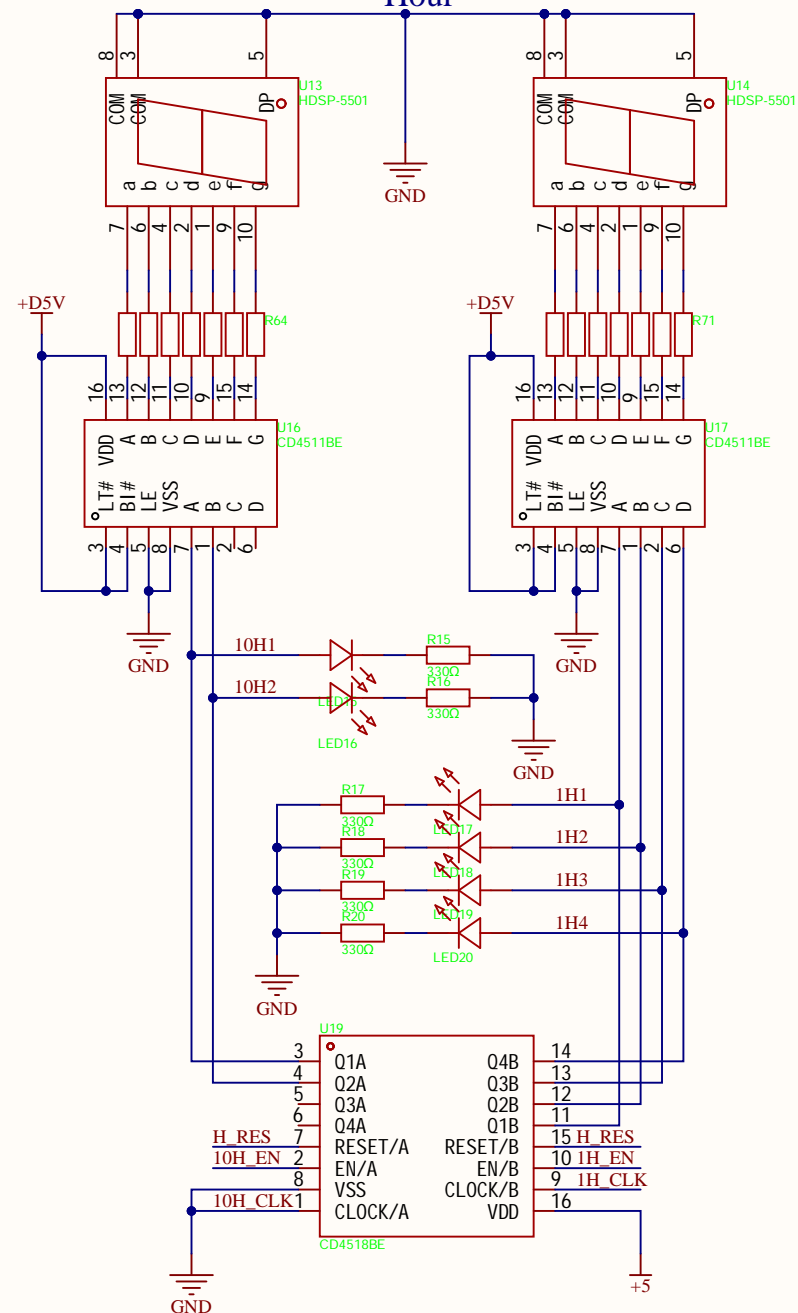 Hour
8
3
5
COM
COM
DP
U13
HDSP-5501
a
b
c
d
e
f
g
7
6
4
2
1
9
10
8
3
5
COM
COM
DP
U14
HDSP-5501
a
b
c
d
e
f
g
7
6
4
2
1
9
10
GND
+D5V
R64
+D5V
R71
16
13
12
11
10
9
15
14
VDD
A
B
C
D
E
F
G
U16
CD4511BE
LT#
BI#
LE
VSS
A
B
C
D
3
4
5
8
7
1
2
6
16
13
12
11
10
9
15
14
VDD
A
B
C
D
E
F
G
U17
CD4511BE
LT#
BI#
LE
VSS
A
B
C
D
3
4
5
8
7
1
2
6
GND
GND
10H1
R15
330Ω
10H2
LED15
R16
330Ω
LED16
GND
R17
330Ω
LED17
1H1
R18
330Ω
LED18
1H2
R19
330Ω
LED19
1H3
R20
330Ω
LED20
1H4
GND
U19
3 Q1A Q4B 14
4 Q2A Q3B 13
5 Q3A Q2B 12
6 Q4A Q1B 11
H_RES 7 RESET/A RESET/B 15 H_RES
10H_EN 2 EN/A EN/B 10 1H_EN
8 VSS CLOCK/B 9 1H_CLK
10H_CLK 1 CLOCK/A VDD 16
CD4518BE
GND
+5